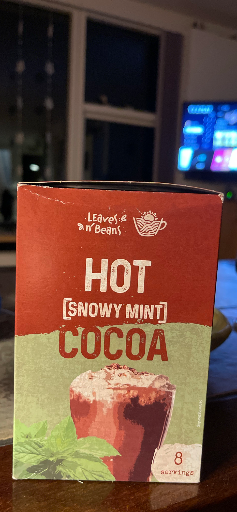 Leaves
n' Beans
HOT
[SNOWY MINT]
COCOA
8
servings